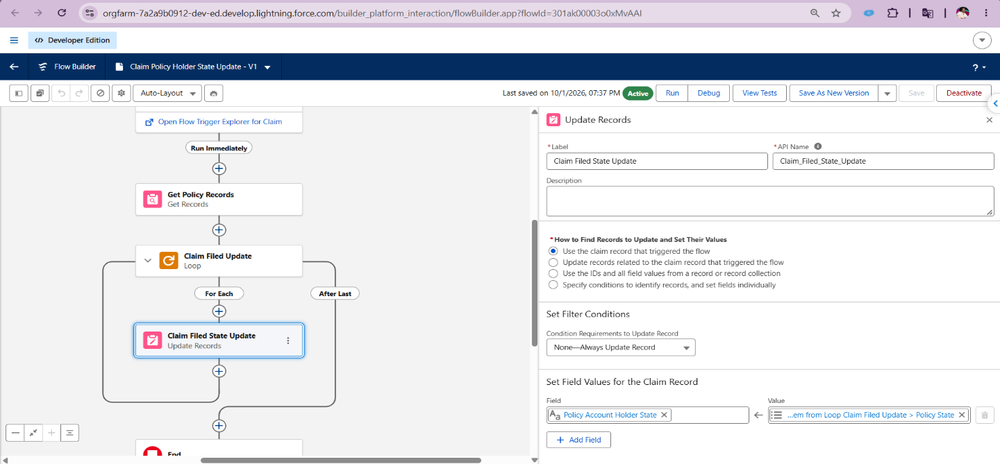 orgfarm-7a2a9b0912-dev-ed.develop.lightning.force.com/builder_platform_interaction/flowBuilder.app?flowId=301ak00003o0xMvAAI
Developer Edition
Flow Builder
Claim Policy Holder State Update - V1
?
Auto-Layout
Last saved on 10/1/2026, 07:37 PM
Active
Run
Debug
View Tests
Save As New Version
Save
Deactivate
Open Flow Trigger Explorer for Claim
Run Immediately
Get Policy Records
Get Records
Claim Filed Update
Loop
For Each
After Last
Claim Filed State Update
Update Records
End
Update Records
*Label
Claim Filed State Update
*API Name
Claim_Filed_State_Update
Description
*How to Find Records to Update and Set Their Values
Use the claim record that triggered the flow
Update records related to the claim record that triggered the flow
Use the IDs and all field values from a record or record collection
Specify conditions to identify records, and set fields individually
Set Filter Conditions
Condition Requirements to Update Record
None—Always Update Record
Set Field Values for the Claim Record
Field
Aa Policy Account Holder State
Value
...em from Loop Claim Filed Update > Policy State
Add Field